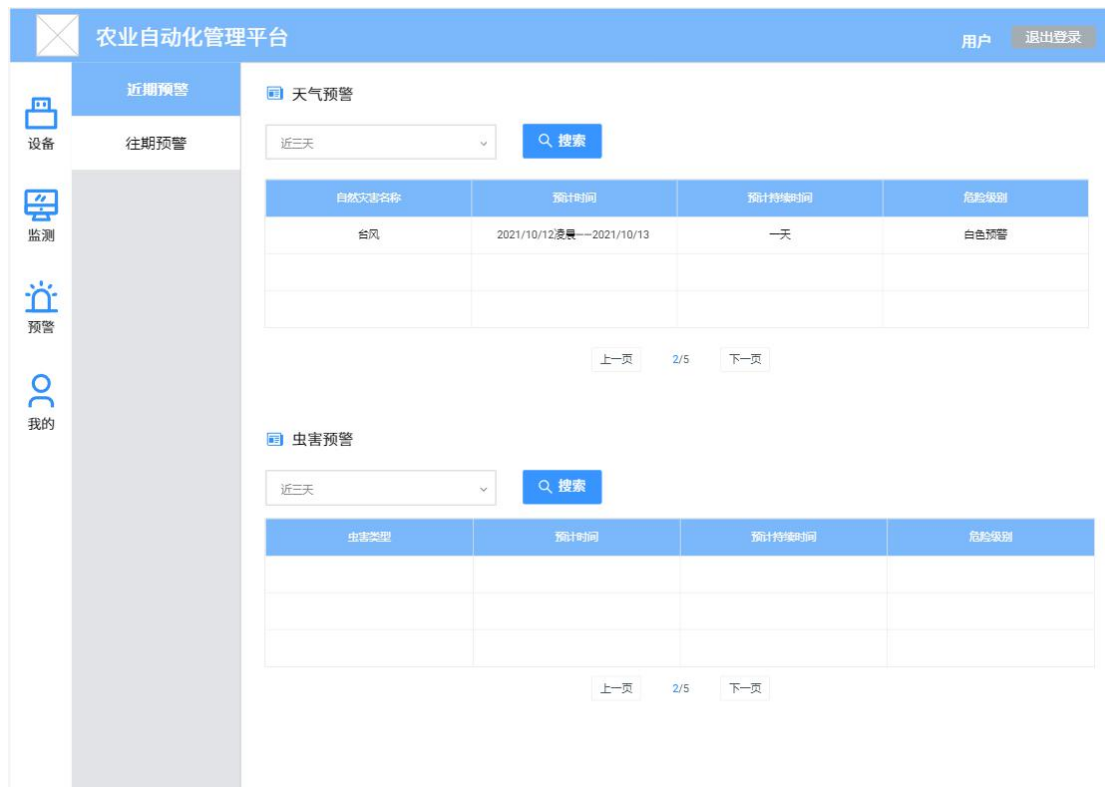 农业自动化管理平台 用户 退出登录
近期预警
往期预警
设备
监测
预警
我的
天气预警
近三天 搜索
自然灾害名称 预计时间 预计持续时间 危险级别
台风 2021/10/12凌晨——2021/10/13 一天 白色预警
上一页 2/5 下一页
虫害预警
近三天 搜索
虫害类型 预计时间 预计持续时间 危险级别
上一页 2/5 下一页